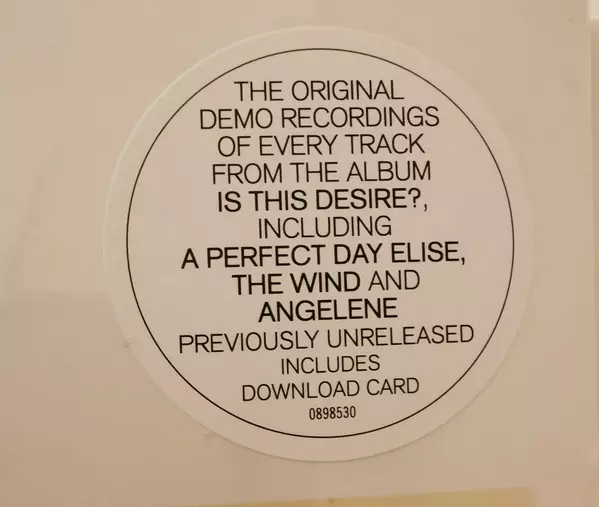 THE ORIGINAL
DEMO RECORDINGS
OF EVERY TRACK
FROM THE ALBUM
IS THIS DESIRE?,
INCLUDING
A PERFECT DAY ELISE,
THE WIND AND
ANGELENE
PREVIOUSLY UNRELEASED
INCLUDES
DOWNLOAD CARD
0898530